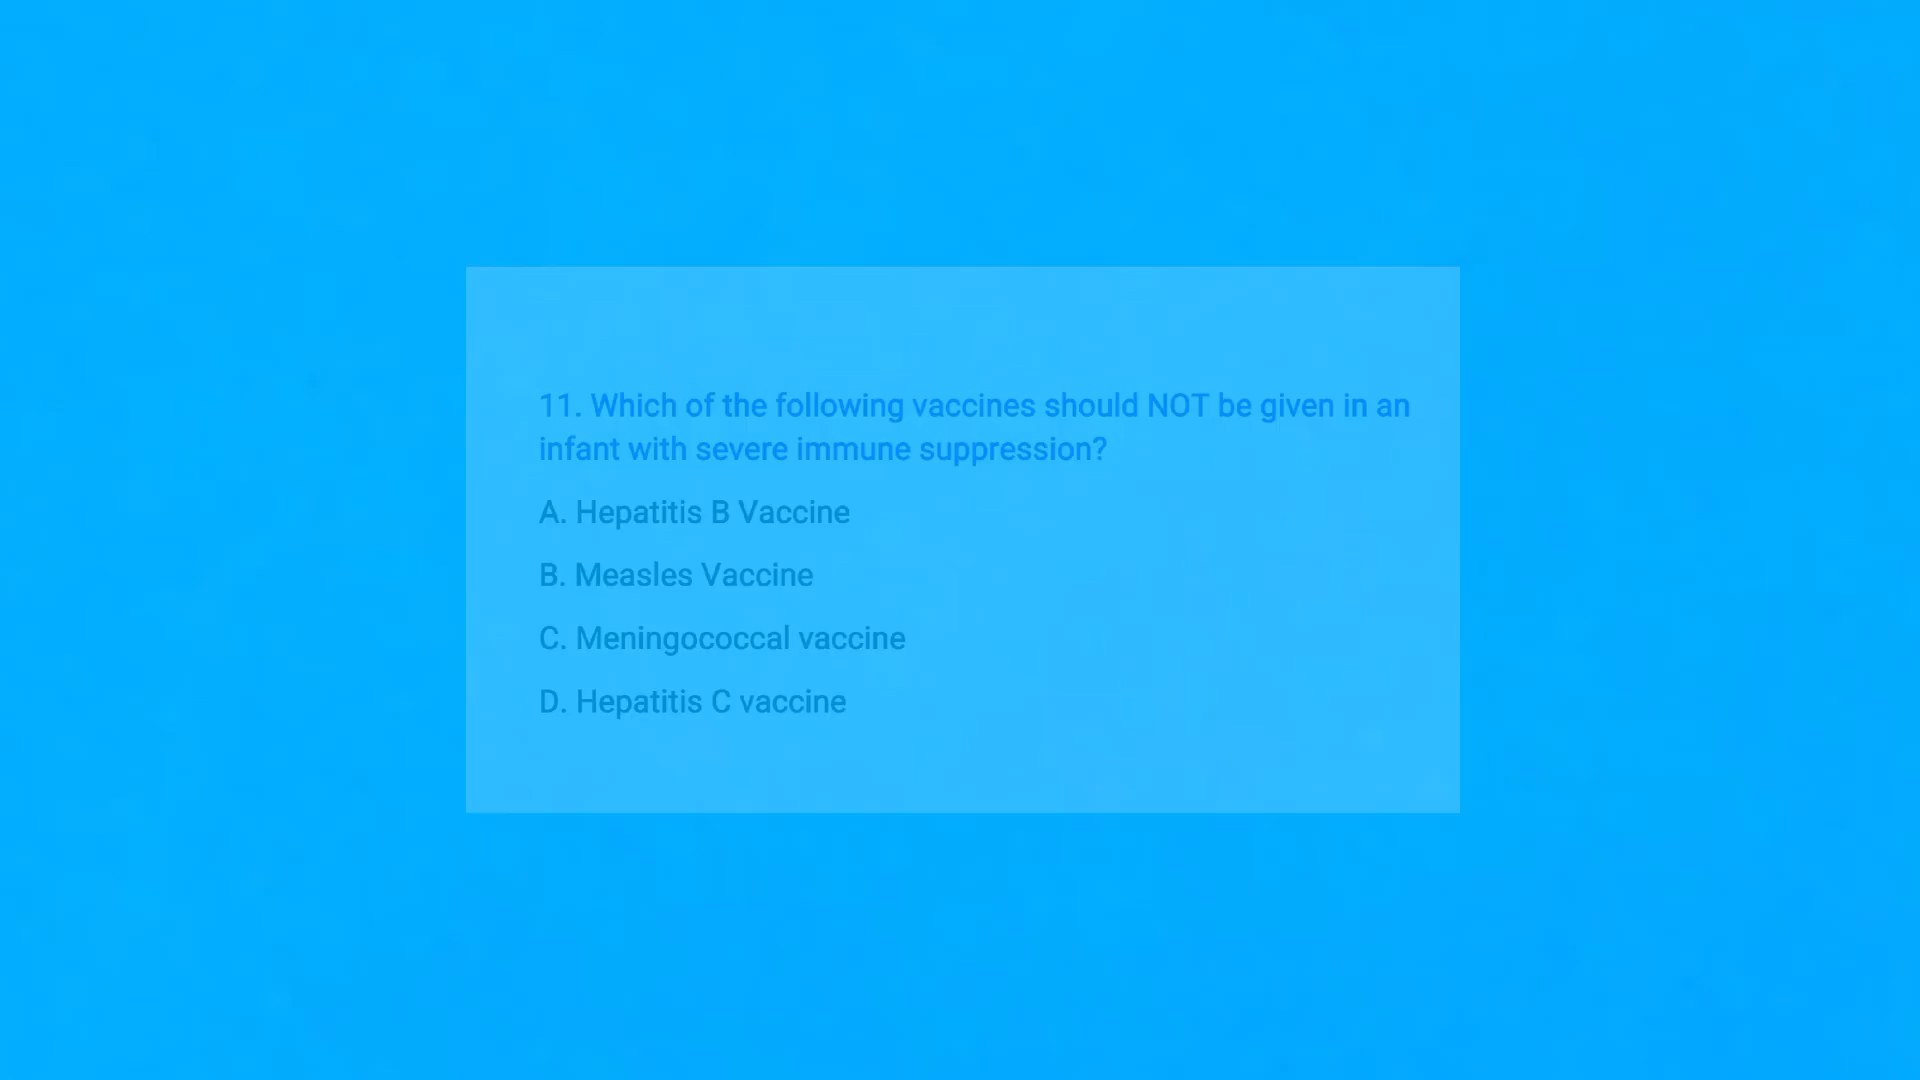 11. Which of the following vaccines should NOT be given in an
infant with severe immune suppression?
A. Hepatitis B Vaccine
B. Measles Vaccine
C. Meningococcal vaccine
D. Hepatitis C vaccine